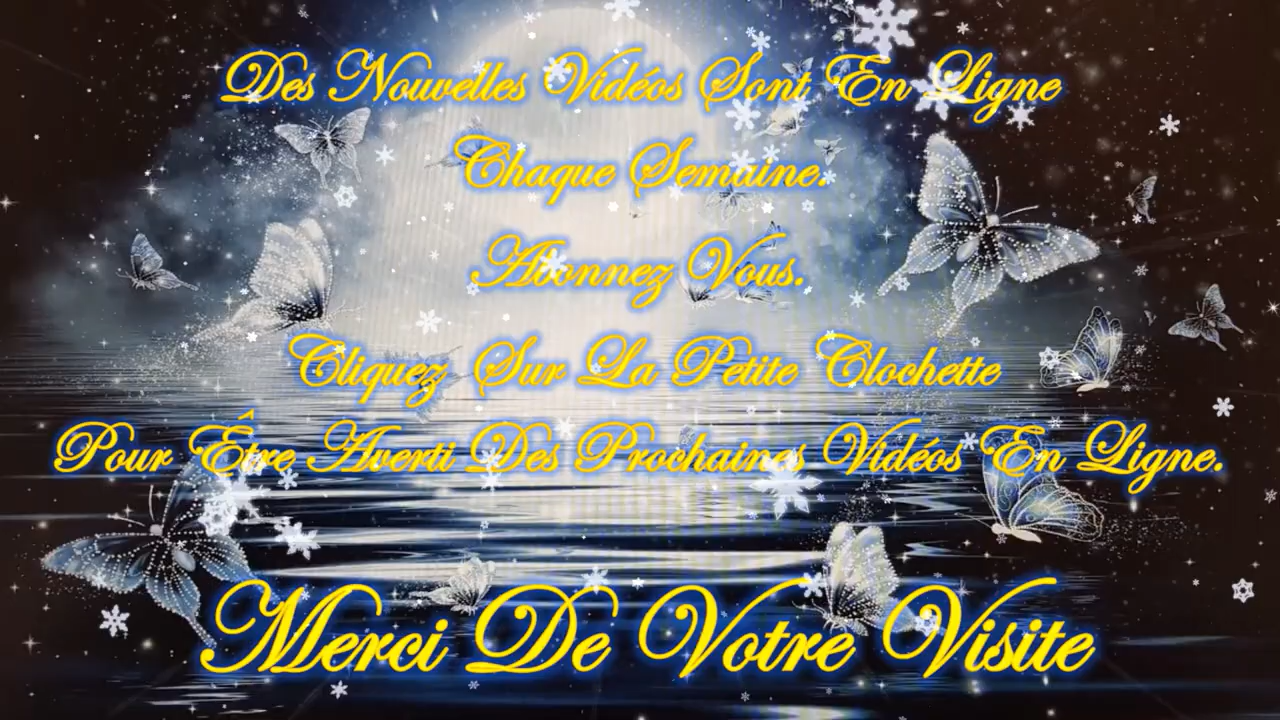 Des Nouvelles Vidéos Sont En Ligne
Chaque Semaine.
Abonnez Vous.
Cliquez Sur La Petite Clochette
Pour Être Averti Des Prochaines Vidéos En Ligne.
Merci De Votre Visite